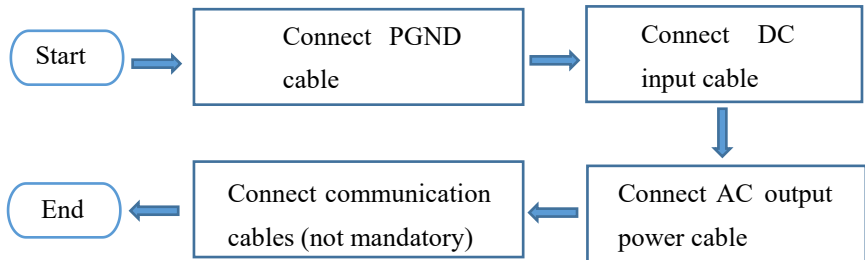 Start
Connect PGND
cable
Connect DC
input cable
Connect AC output
power cable
Connect communication
cables (not mandatory)
End